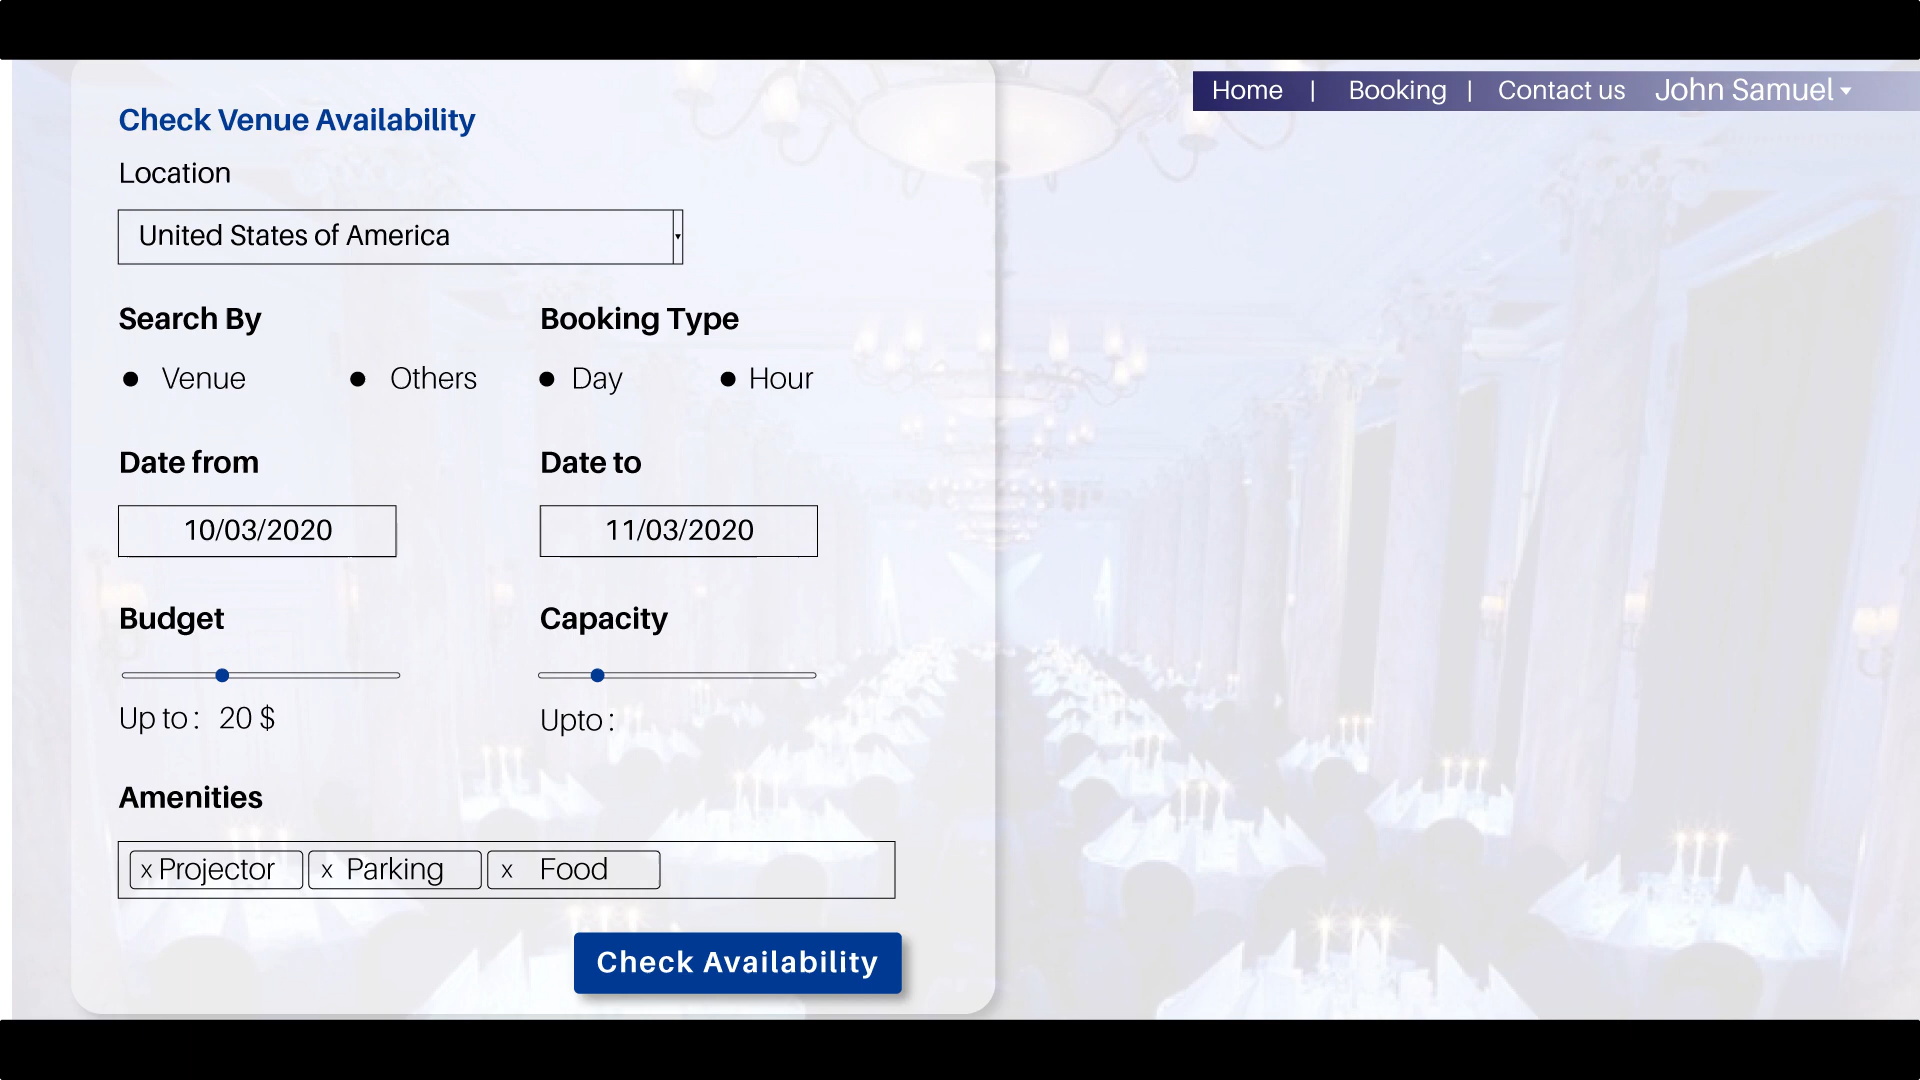 Home | Booking | Contact us John Samuel
Check Venue Availability
Location
United States of America
Search By Booking Type
Venue Others Day Hour
Date from Date to
10/03/2020 11/03/2020
Budget Capacity
Up to : 20 $ Upto :
Amenities
x Projector x Parking x Food
Check Availability